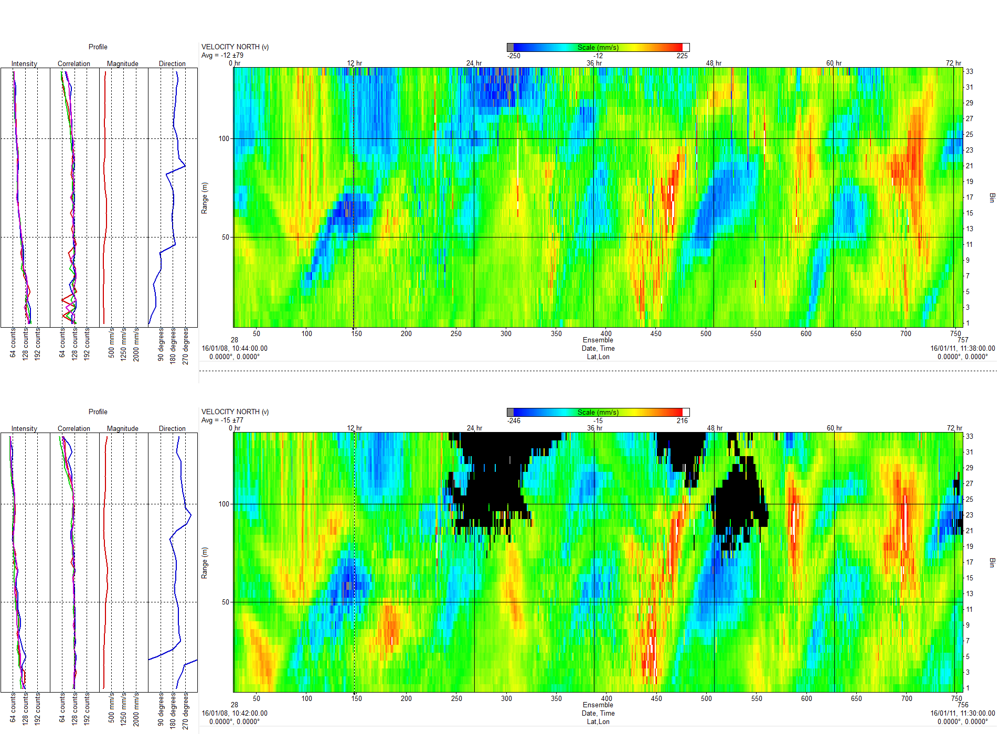 Profile
Intensity Correlation Magnitude Direction
64 counts
128 counts
192 counts
64 counts
128 counts
192 counts
500 mm/s
1250 mm/s
2000 mm/s
90 degrees
180 degrees
270 degrees
VELOCITY NORTH (v)
Avg = -12 ±79
Scale (mm/s)
-250 -12 225
0 hr 12 hr 24 hr 36 hr 48 hr 60 hr 72 hr
Range (m)
100
50
33
31
29
27
25
23
21
19
17
15
13
11
9
7
5
3
1
Bin
50 100 150 200 250 300 350 400 450 500 550 600 650 700 750
28 Ensemble 757
16/01/08, 10:44:00.00 Date, Time 16/01/11, 11:38:00.00
0.0000°, 0.0000° Lat,Lon 0.0000°, 0.0000°
Profile
Intensity Correlation Magnitude Direction
64 counts
128 counts
192 counts
64 counts
128 counts
192 counts
500 mm/s
1250 mm/s
2000 mm/s
90 degrees
180 degrees
270 degrees
VELOCITY NORTH (v)
Avg = -15 ±77
Scale (mm/s)
-246 -15 216
0 hr 12 hr 24 hr 36 hr 48 hr 60 hr 72 hr
Range (m)
100
50
33
31
29
27
25
23
21
19
17
15
13
11
9
7
5
3
1
Bin
50 100 150 200 250 300 350 400 450 500 550 600 650 700 750
28 Ensemble 756
16/01/08, 10:42:00.00 Date, Time 16/01/11, 11:30:00.00
0.0000°, 0.0000° Lat,Lon 0.0000°, 0.0000°